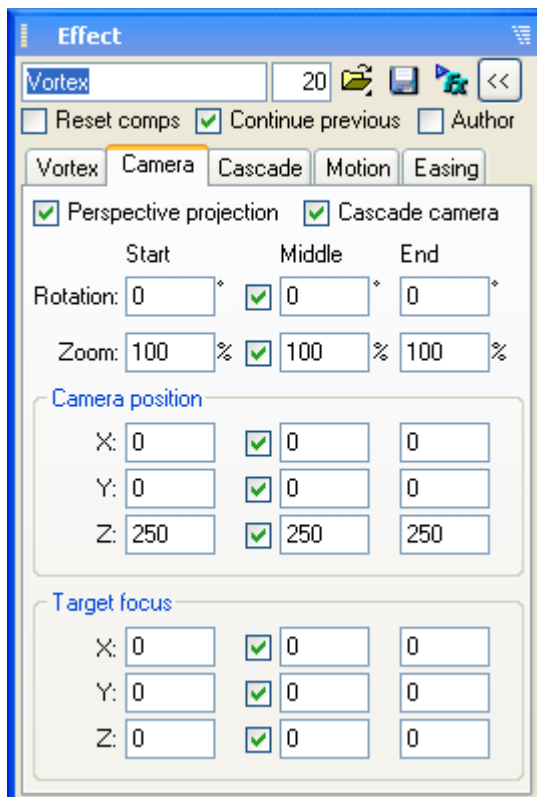 Effect
Vortex 20 Fx <<
Reset comps Continue previous Author
Vortex Camera Cascade Motion Easing
Perspective projection Cascade camera
Start Middle End
Rotation: 0 ° 0 ° 0 °
Zoom: 100 % 100 % 100 %
Camera position
X: 0 0 0
Y: 0 0 0
Z: 250 250 250
Target focus
X: 0 0 0
Y: 0 0 0
Z: 0 0 0